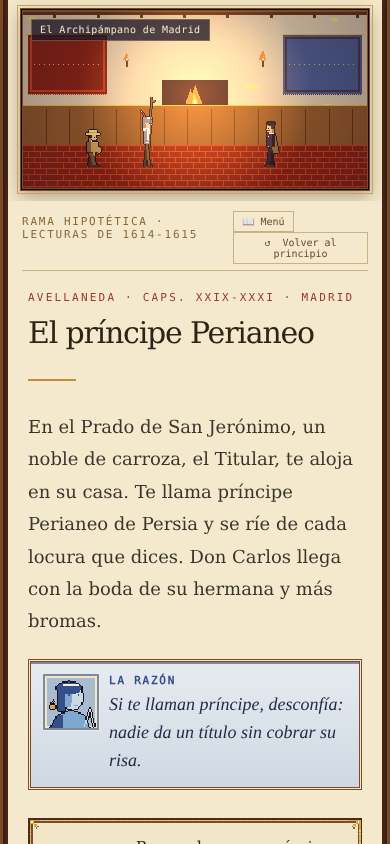 El Archipámpano de Madrid
RAMA HIPOTÉTICA ·
LECTURAS DE 1614-1615
📖 Menú
↺ Volver al
principio
AVELLANEDA · CAPS. XXIX-XXXI · MADRID
El príncipe Perianeo
En el Prado de San Jerónimo, un
noble de carroza, el Titular, te aloja
en su casa. Te llama príncipe
Perianeo de Persia y se ríe de cada
locura que dices. Don Carlos llega
con la boda de su hermana y más
bromas.
LA RAZÓN
Si te llaman príncipe, desconfía:
nadie da un título sin cobrar su
risa.